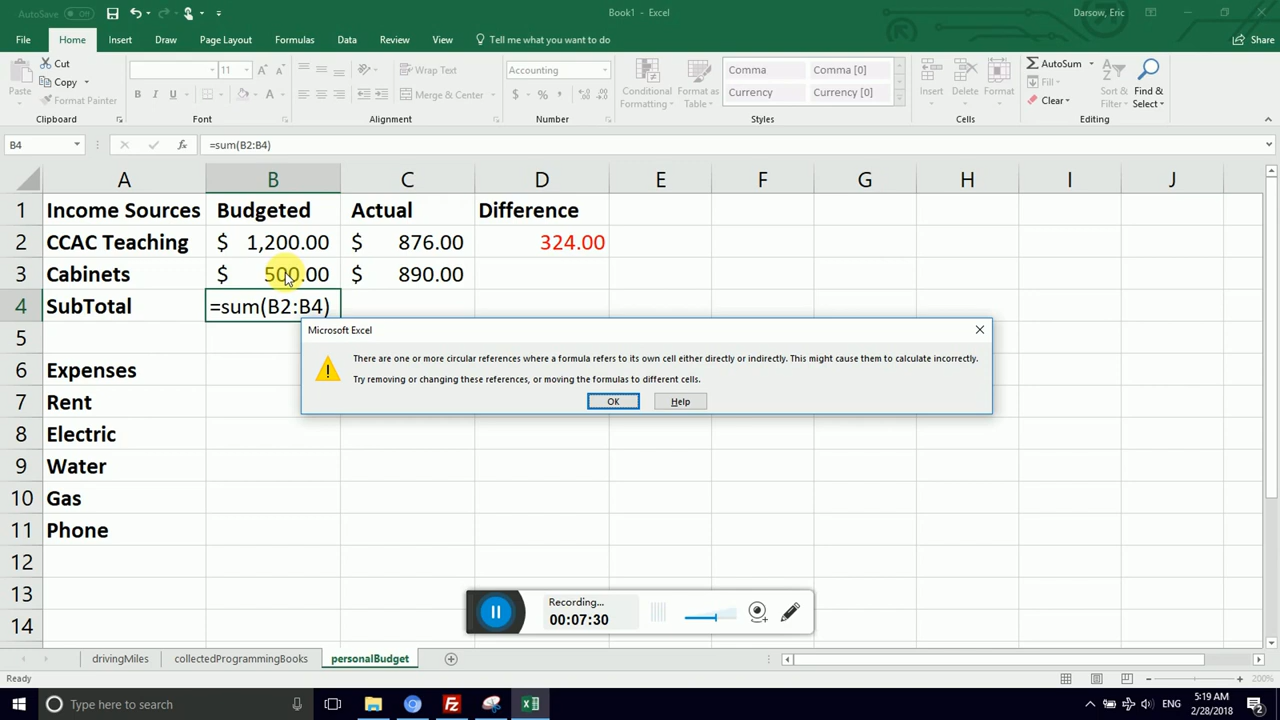 AutoSave Off
Book1 - Excel
Darsow, Eric
File Home Insert Draw Page Layout Formulas Data Review View Tell me what you want to do Share
Paste
Cut
Copy
Format Painter
Clipboard
11
B I U
Font
Wrap Text
Merge & Center
Alignment
Accounting
$ % ,
Number
Conditional Formatting
Format as Table
Comma Comma [0]
Currency Currency [0]
Styles
Insert Delete Format
Cells
AutoSum
Fill
Clear
Sort & Filter
Find & Select
Editing
B4 fx =sum(B2:B4)
A B C D E F G H I J
1 Income Sources Budgeted Actual Difference
2 CCAC Teaching $ 1,200.00 $ 876.00 324.00
3 Cabinets $ 500.00 $ 890.00
4 SubTotal =sum(B2:B4)
5
6 Expenses
7 Rent
8 Electric
9 Water
10 Gas
11 Phone
12
13
14
Microsoft Excel
There are one or more circular references where a formula refers to its own cell either directly or indirectly. This might cause them to calculate incorrectly.
Try removing or changing these references, or moving the formulas to different cells.
OK Help
Recording...
00:07:30
drivingMiles collectedProgrammingBooks personalBudget
200%
Type here to search
ENG
5:19 AM
2/28/2018
2